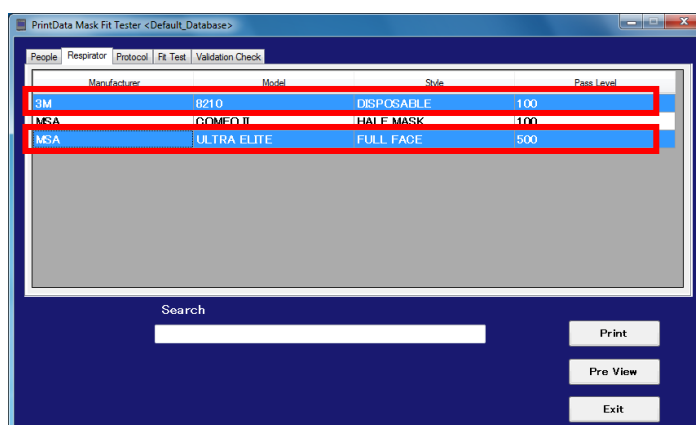 PrintData Mask Fit Tester <Default_Database>
People Respirator Protocol Fit Test Validation Check
Manufacturer Model Style Pass Level
3M 8210 DISPOSABLE 100
MSA COMFO II HALF MASK 100
MSA ULTRA ELITE FULL FACE 500
Search
Print
Pre View
Exit